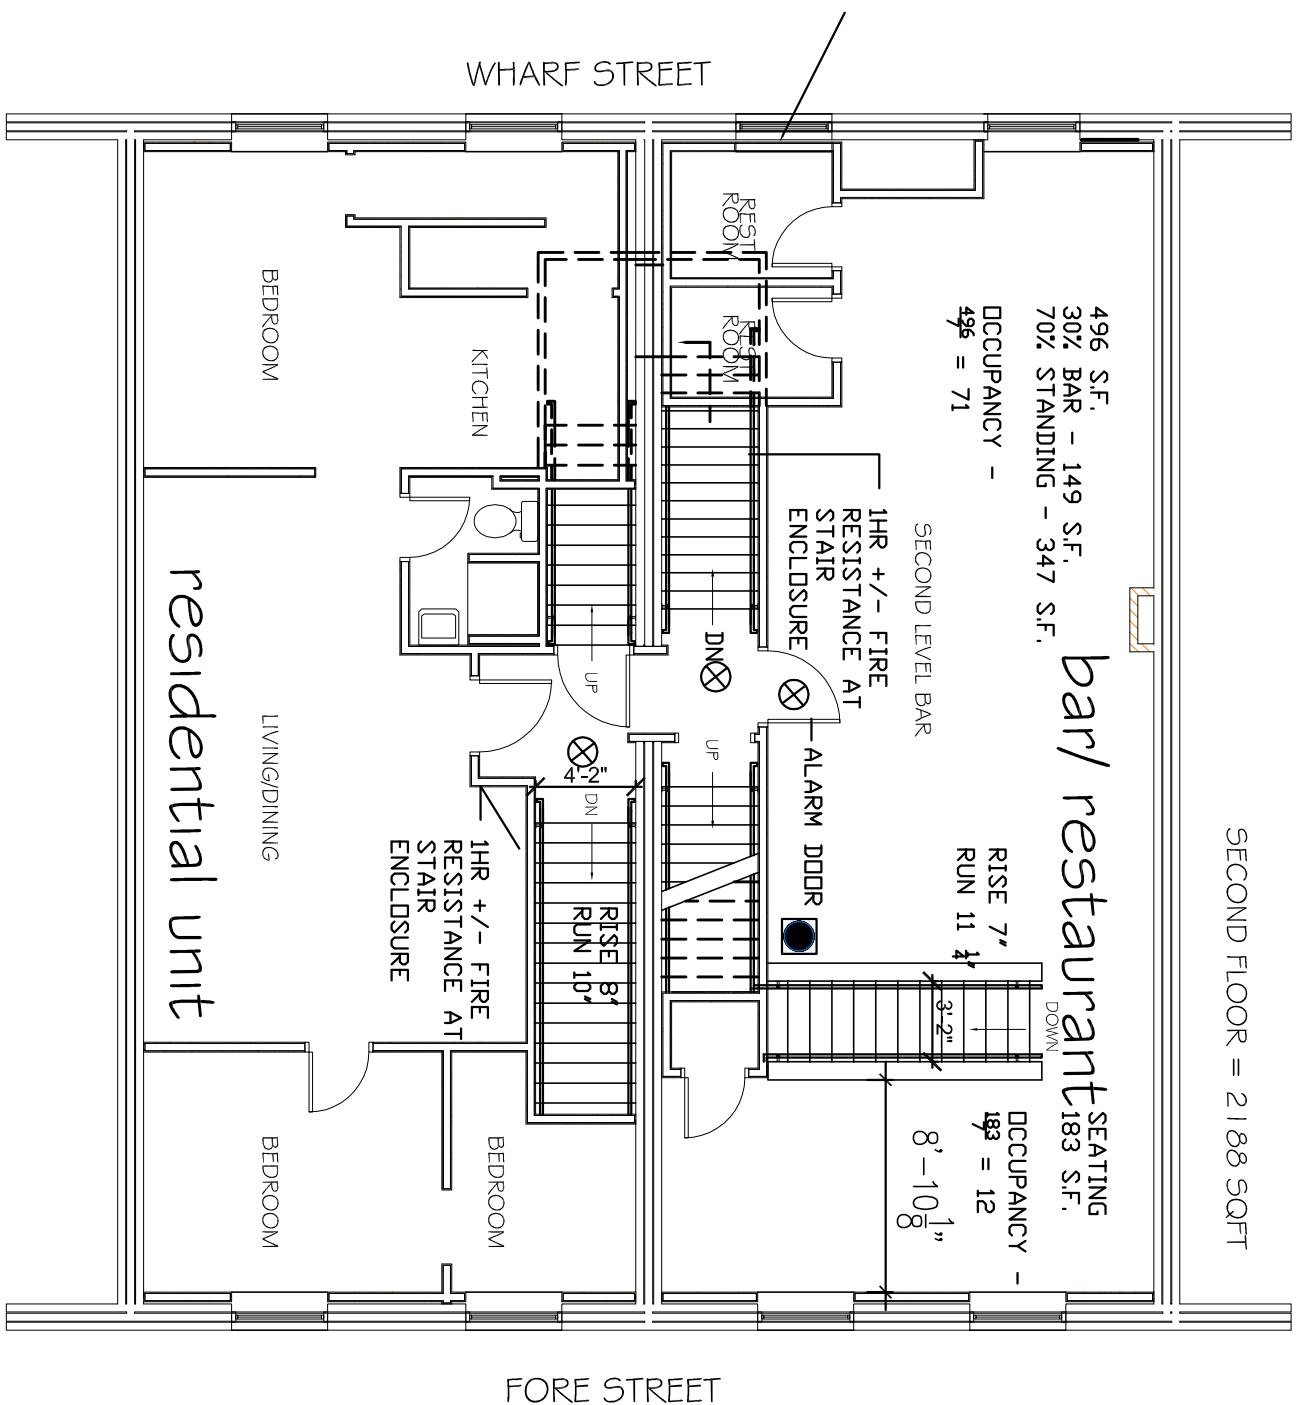 WHARF STREET
REST
ROOM
REST
ROOM
BEDROOM
KITCHEN
496 S.F.
30% BAR - 149 S.F.
70% STANDING - 347 S.F.
OCCUPANCY -
496
7 = 71
1HR +/- FIRE
RESISTANCE AT
STAIR
ENCLOSURE
SECOND LEVEL BAR
DN
UP
UP
DN
4'-2"
ALARM DOOR
residential unit
LIVING/DINING
bar/ restaurant
1HR +/- FIRE
RESISTANCE AT
STAIR
ENCLOSURE
RISE 8"
RUN 10"
RISE 7"
RUN 11 1/4"
3'-2"
DOWN
SECOND FLOOR = 2188 SQFT
SEATING
183 S.F.
OCCUPANCY -
183
7 = 12
8'-10 1/8"
BEDROOM
BEDROOM
FORE STREET